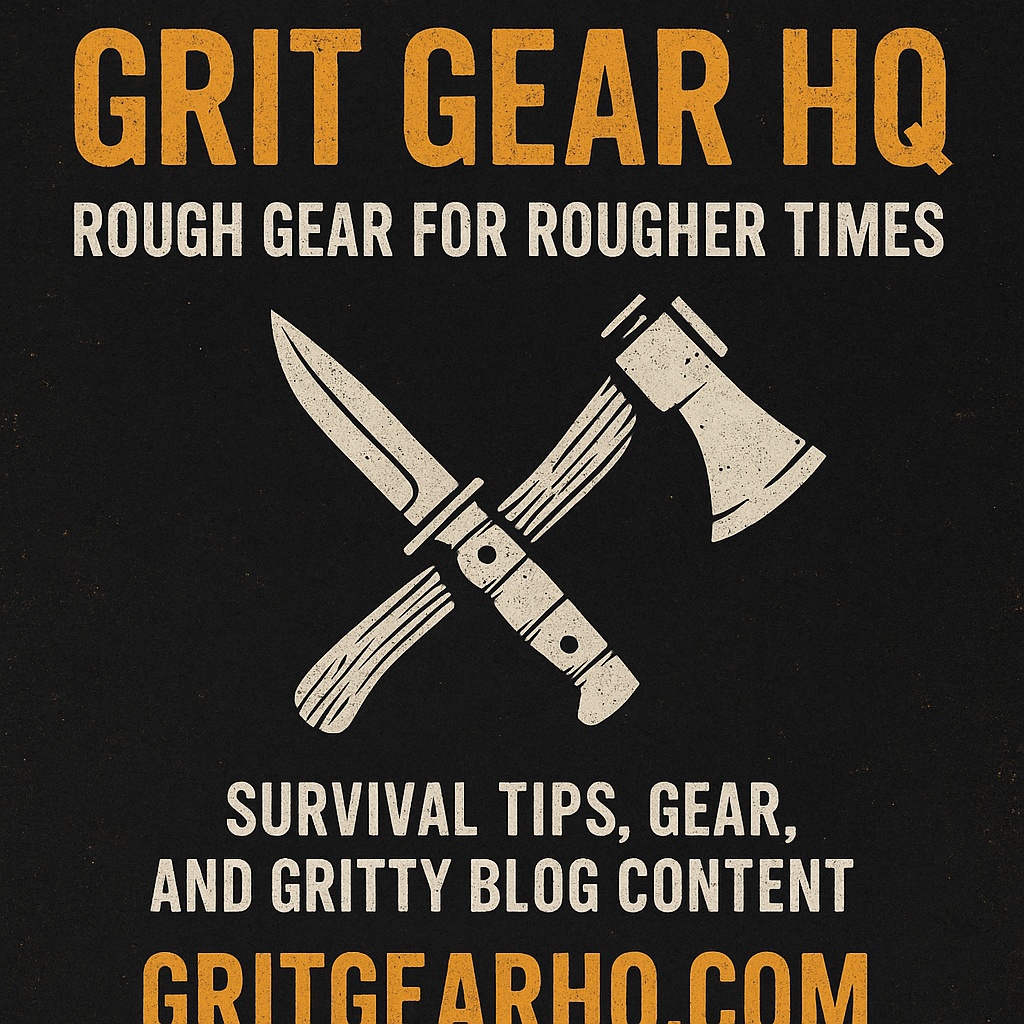 GRIT GEAR HQ
ROUGH GEAR FOR ROUGHER TIMES
SURVIVAL TIPS, GEAR,
AND GRITTY BLOG CONTENT
GRITGEARHQ.COM